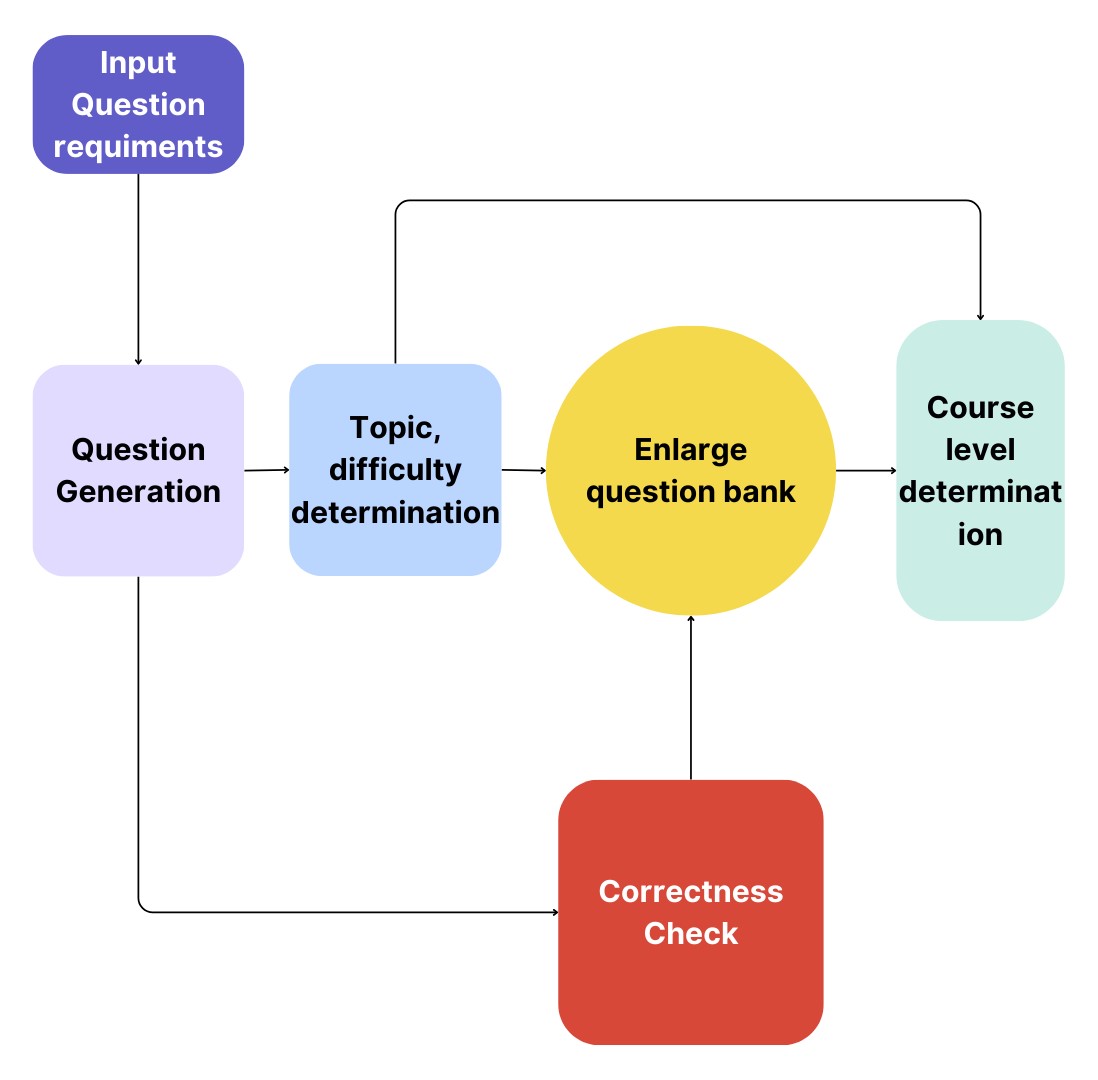 Input
Question
requiments
Question
Generation
Topic,
difficulty
determination
Enlarge
question bank
Course
level
determinat
ion
Correctness
Check